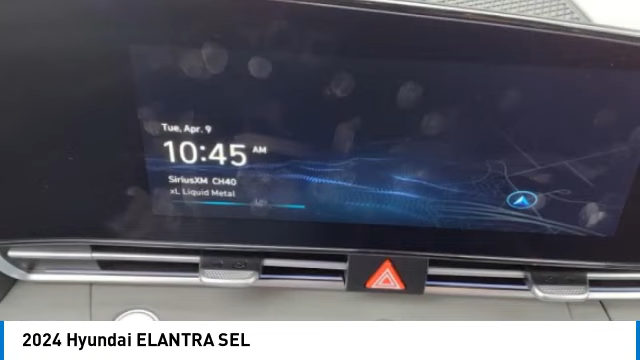 Tue, Apr. 9
10:45 AM
SiriusXM CH40
xL Liquid Metal
2024 Hyundai ELANTRA SEL